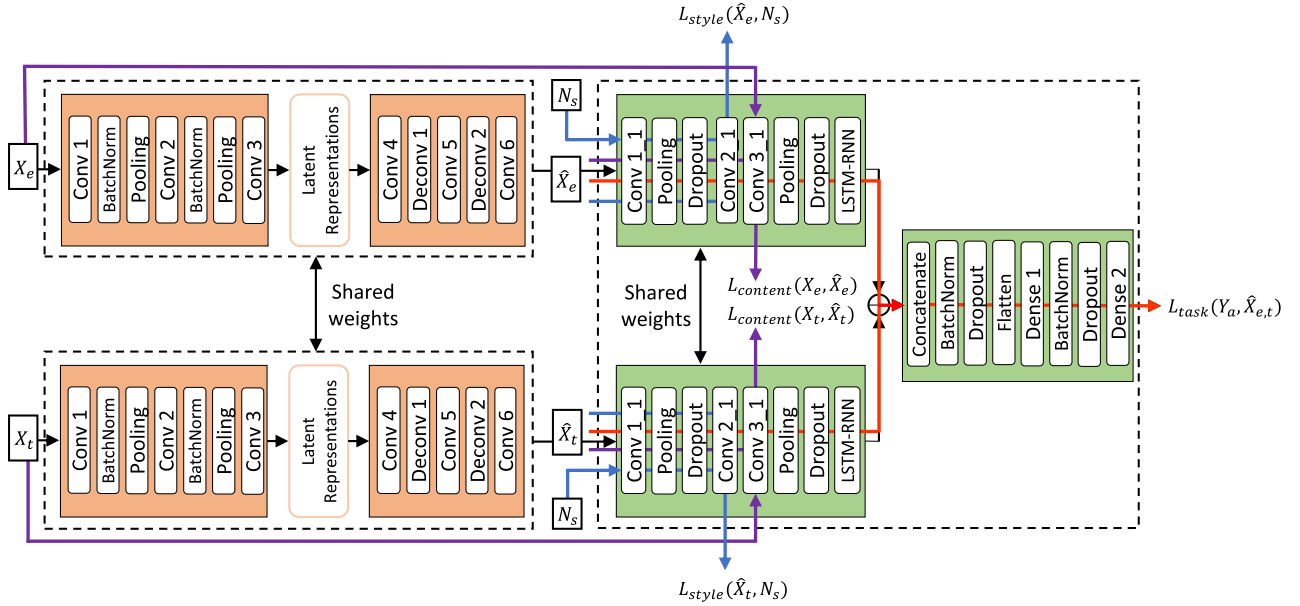 L_style(X̂_e, N_s)
N_s
X_e
Conv 1
BatchNorm
Pooling
Conv 2
BatchNorm
Pooling
Conv 3
Latent
Representations
Conv 4
Deconv 1
Conv 5
Deconv 2
Conv 6
X̂_e
Conv 1_1
Pooling
Dropout
Conv 2_1
Conv 3_1
Pooling
Dropout
LSTM-RNN
Shared
weights
Shared
weights
L_content(X_e, X̂_e)
L_content(X_t, X̂_t)
Concatenate
BatchNorm
Dropout
Flatten
Dense 1
BatchNorm
Dropout
Dense 2
L_task(Y_a, X̂_e,t)
X_t
Conv 1
BatchNorm
Pooling
Conv 2
BatchNorm
Pooling
Conv 3
Latent
Representations
Conv 4
Deconv 1
Conv 5
Deconv 2
Conv 6
X̂_t
Conv 1_1
Pooling
Dropout
Conv 2_1
Conv 3_1
Pooling
Dropout
LSTM-RNN
N_s
L_style(X̂_t, N_s)